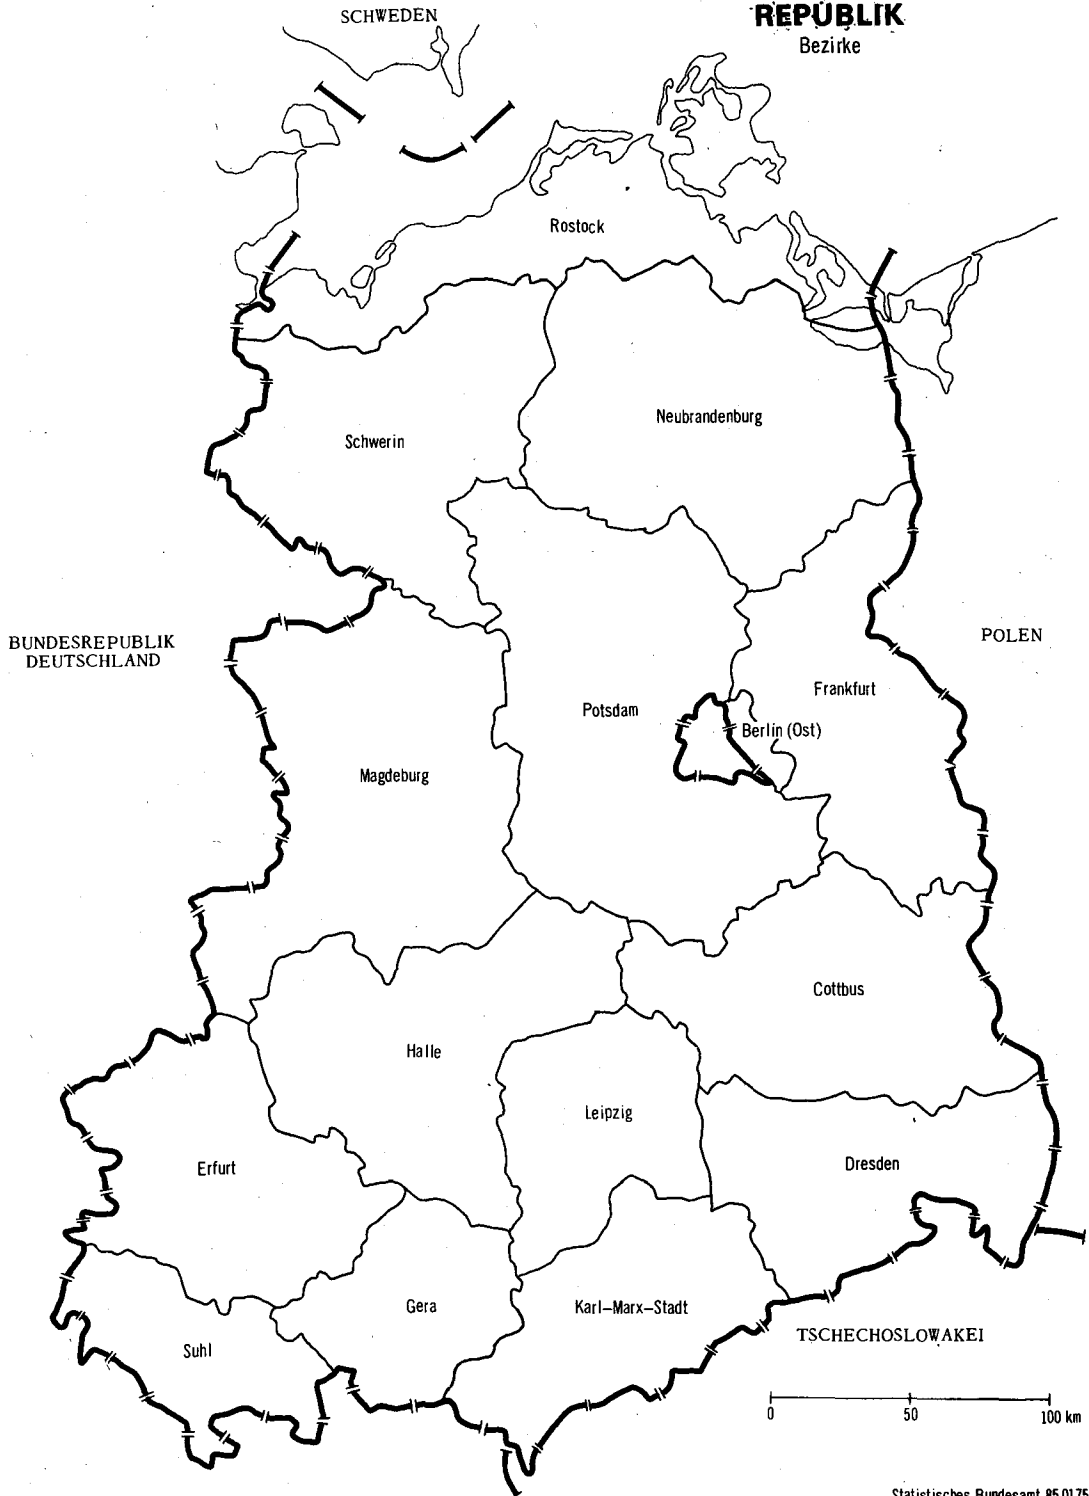 REPUBLIK
Bezirke
SCHWEDEN
Rostock
Neubrandenburg
Schwerin
BUNDESREPUBLIK
DEUTSCHLAND
POLEN
Frankfurt
Potsdam
Berlin (Ost)
Magdeburg
Cottbus
Halle
Leipzig
Erfurt
Dresden
Gera
Karl–Marx–Stadt
TSCHECHOSLOWAKEI
Suhl
0 50 100 km
Statistisches Bundesamt 85 0175